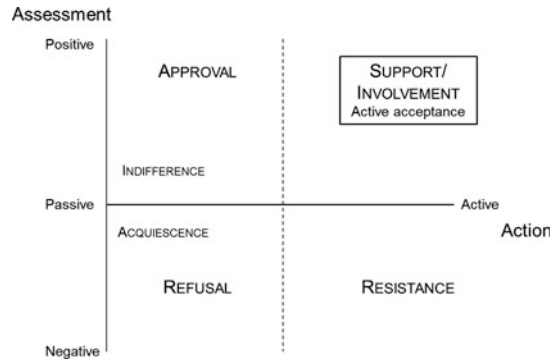 Assessment
Positive
APPROVAL
SUPPORT/
INVOLVEMENT
Active acceptance
INDIFFERENCE
Passive
Active
ACQUIESCENCE
Action
REFUSAL
RESISTANCE
Negative